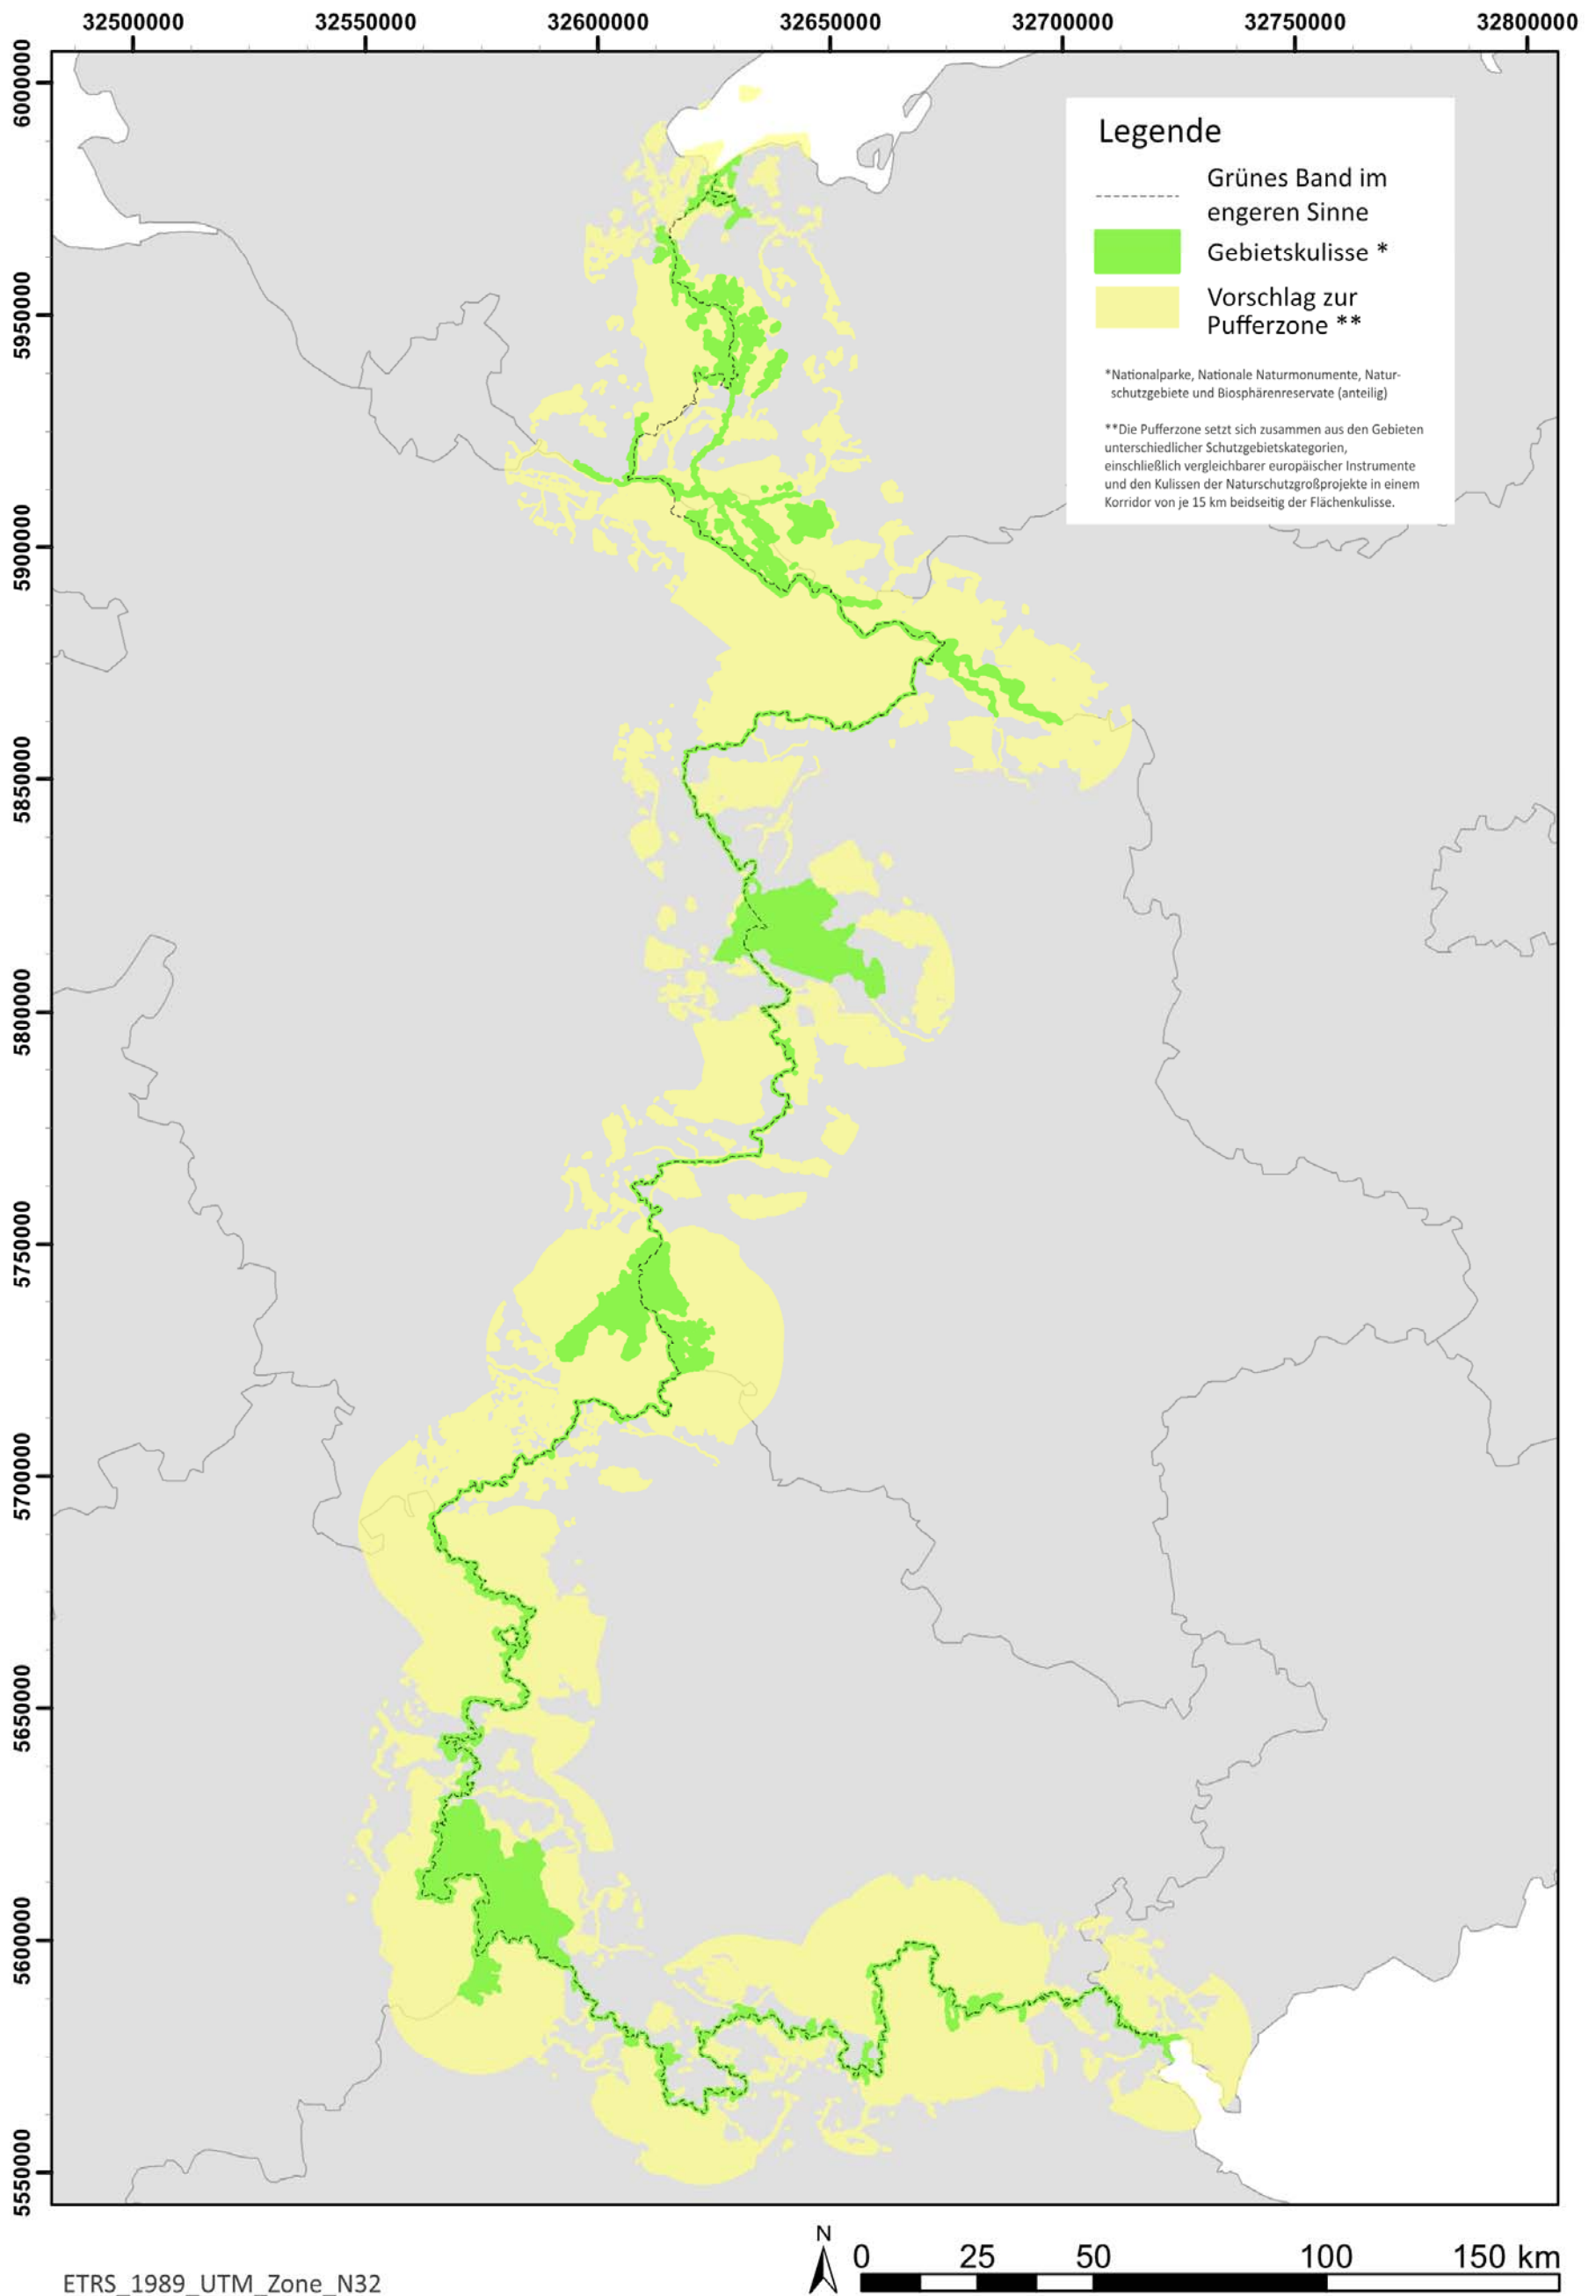 32500000 32550000 32600000 32650000 32700000 32750000 32800000
6000000
5950000
5900000
5850000
5800000
5750000
5700000
5650000
5600000
5550000
Legende
Grünes Band im
engeren Sinne
Gebietskulisse *
Vorschlag zur
Pufferzone **
*Nationalparke, Nationale Naturmonumente, Natur-
schutzgebiete und Biosphärenreservate (anteilig)
**Die Pufferzone setzt sich zusammen aus den Gebieten
unterschiedlicher Schutzgebietskategorien,
einschließlich vergleichbarer europäischer Instrumente
und den Kulissen der Naturschutzgroßprojekte in einem
Korridor von je 15 km beidseitig der Flächenkulisse.
N
0 25 50 100 150 km
ETRS_1989_UTM_Zone_N32